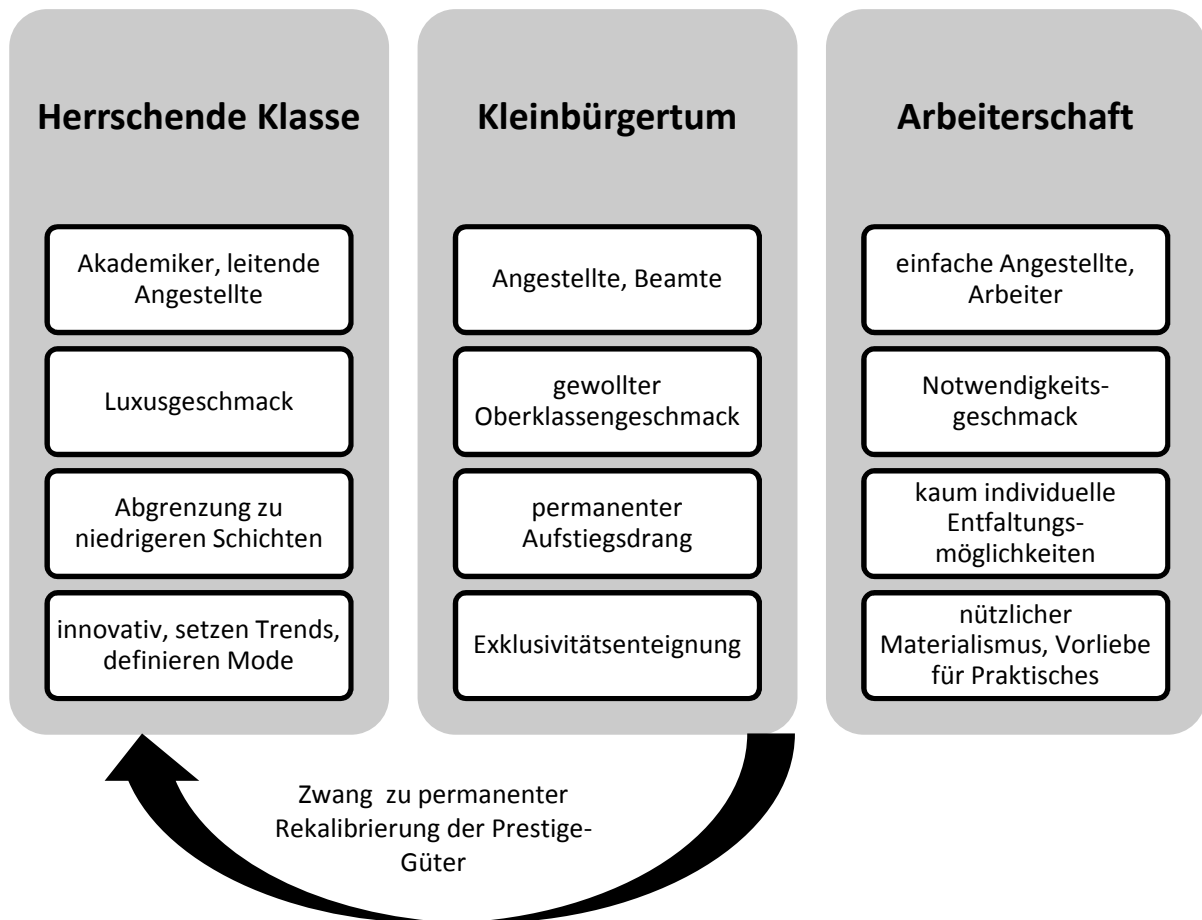 Herrschende Klasse
Akademiker, leitende
Angestellte
Luxusgeschmack
Abgrenzung zu
niedrigeren Schichten
innovativ, setzen Trends,
definieren Mode
Kleinbürgertum
Angestellte, Beamte
gewollter
Oberklassengeschmack
permanenter
Aufstiegsdrang
Exklusivitätsenteignung
Arbeiterschaft
einfache Angestellte,
Arbeiter
Notwendigkeits-
geschmack
kaum individuelle
Entfaltungs-
möglichkeiten
nützlicher
Materialismus, Vorliebe
für Praktisches
Zwang zu permanenter
Rekalibrierung der Prestige-
Güter